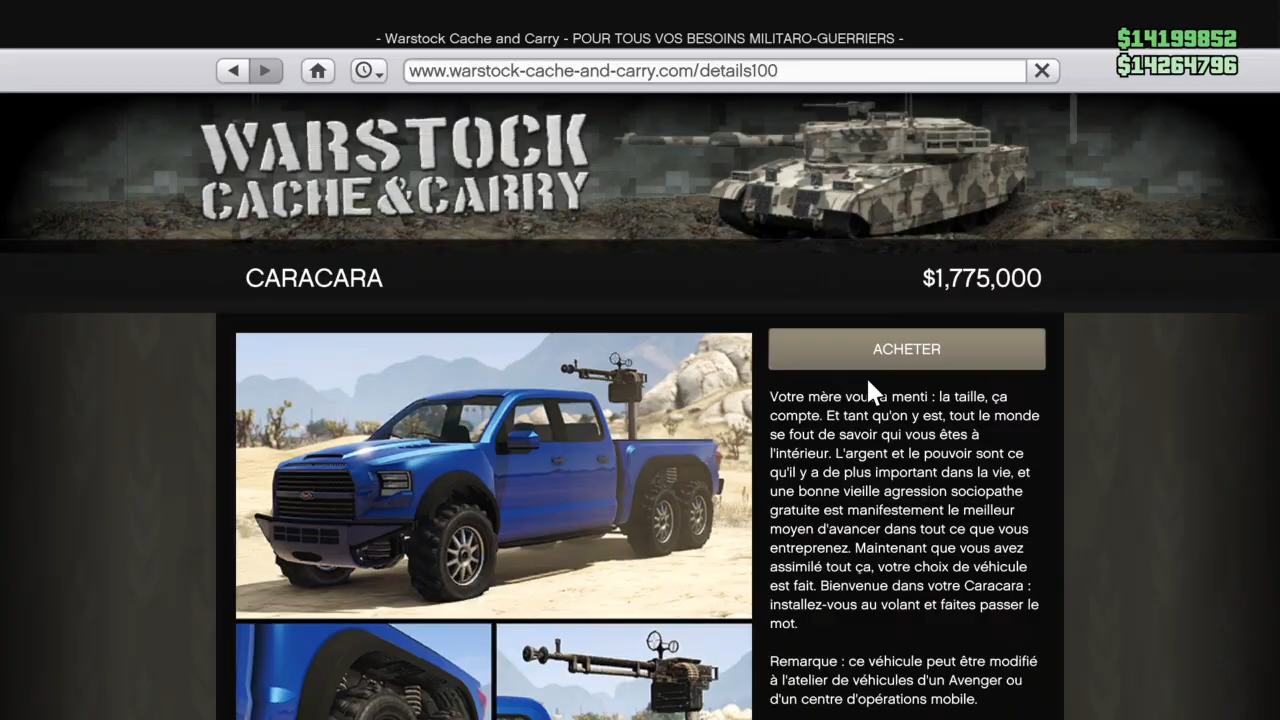 - Warstock Cache and Carry - POUR TOUS VOS BESOINS MILITARO-GUERRIERS -
$14199852
$14264796
www.warstock-cache-and-carry.com/details100
WARSTOCK
CACHE&CARRY
CARACARA
$1,775,000
ACHETER
Votre mère vous a menti : la taille, ça
compte. Et tant qu'on y est, tout le monde
se fout de savoir qui vous êtes à
l'intérieur. L'argent et le pouvoir sont ce
qu'il y a de plus important dans la vie, et
une bonne vieille agression sociopathe
gratuite est manifestement le meilleur
moyen d'avancer dans tout ce que vous
entreprenez. Maintenant que vous avez
assimilé tout ça, votre choix de véhicule
est fait. Bienvenue dans votre Caracara :
installez-vous au volant et faites passer le
mot.
Remarque : ce véhicule peut être modifié
à l'atelier de véhicules d'un Avenger ou
d'un centre d'opérations mobile.